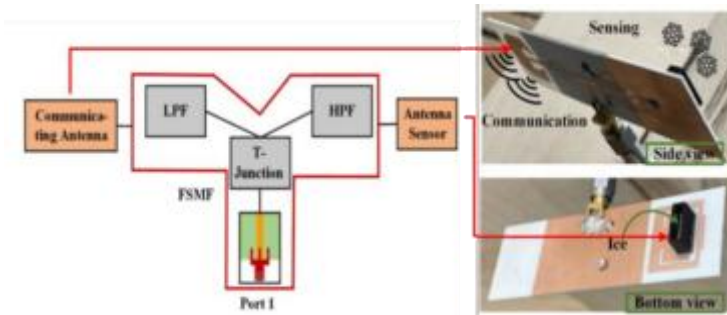 Communica-
ting Antenna
LPF
HPF
Antenna
Sensor
T-
Junction
FSMF
Port 1
Sensing
Communication
Side view
Ice
Bottom view